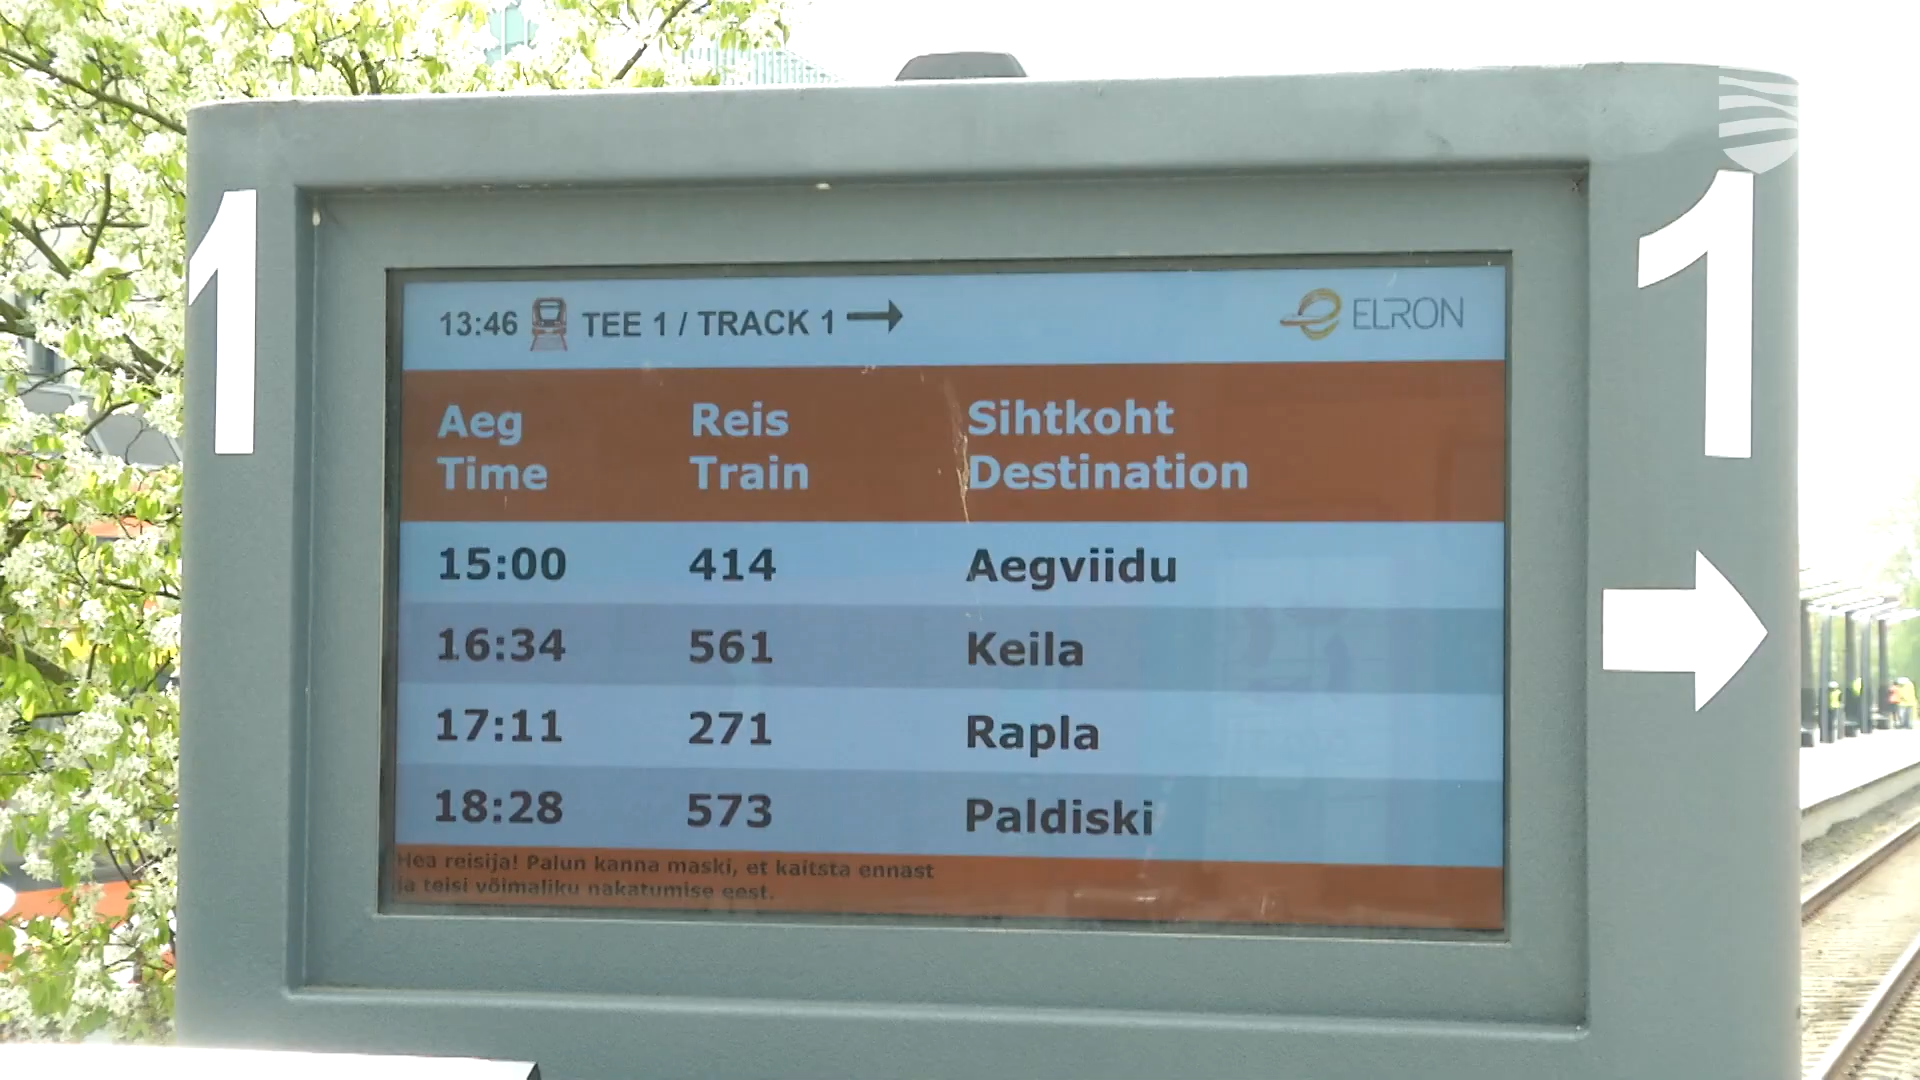 1
1
13:46 TEE 1 / TRACK 1 ELRON
Aeg Reis Sihtkoht
Time Train Destination
15:00 414 Aegviidu
16:34 561 Keila
17:11 271 Rapla
18:28 573 Paldiski
Hea reisija! Palun kanna maski, et kaitsta ennast
ja teisi võimaliku nakatumise eest.